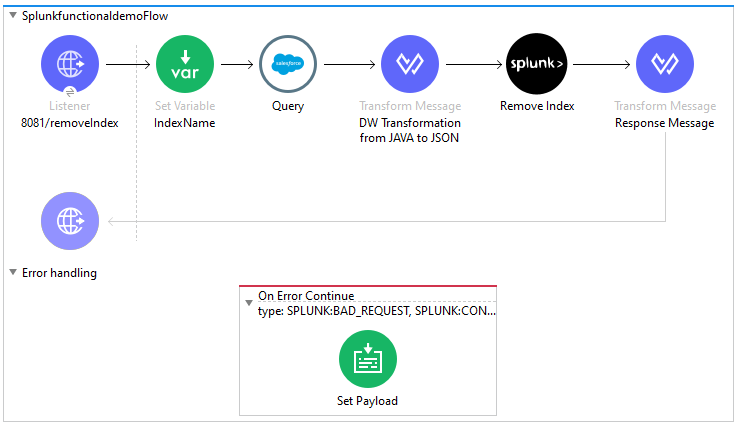 SplunkfunctionaldemoFlow
var
salesforce
splunk>
Listener
Set Variable
Query
Transform Message
Remove Index
Transform Message
8081/removeIndex
IndexName
DW Transformation
from JAVA to JSON
Response Message
Error handling
On Error Continue
type: SPLUNK:BAD_REQUEST, SPLUNK:CON...
Set Payload